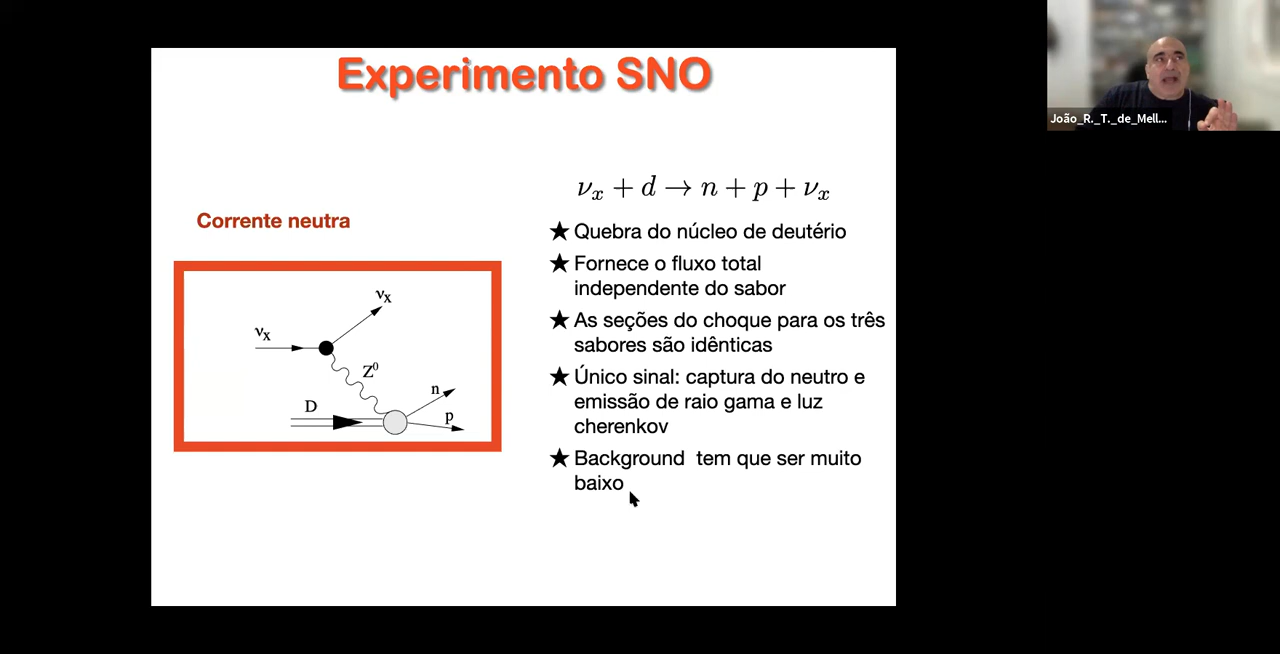 Experimento SNO
João_R._T._de_Mell...
Corrente neutra
νx
νx
Z⁰
D
n
p
νₓ + d → n + p + νₓ
★ Quebra do núcleo de deutério
★ Fornece o fluxo total
independente do sabor
★ As seções do choque para os três
sabores são idênticas
★ Único sinal: captura do neutro e
emissão de raio gama e luz
cherenkov
★ Background  tem que ser muito
baixo